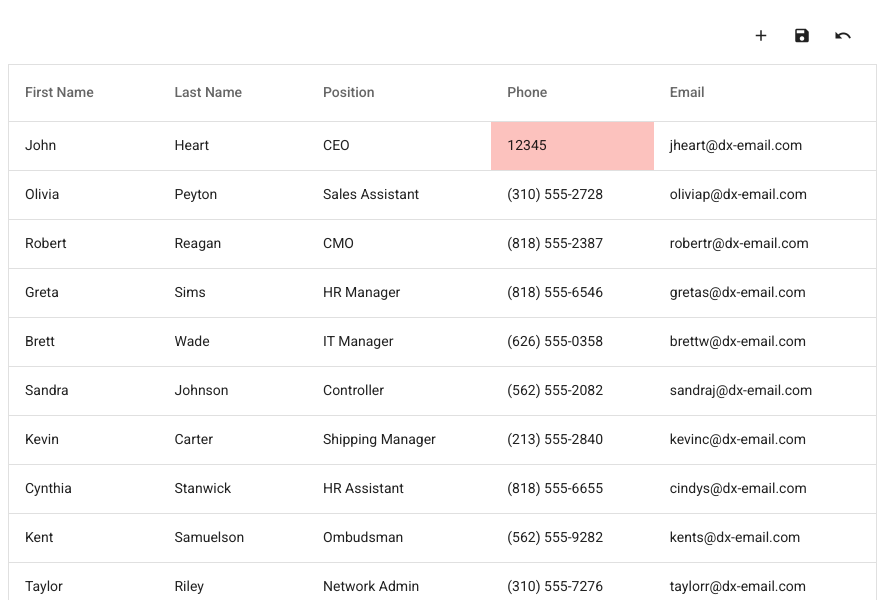 First Name Last Name Position Phone Email
John Heart CEO 12345 jheart@dx-email.com
Olivia Peyton Sales Assistant (310) 555-2728 oliviap@dx-email.com
Robert Reagan CMO (818) 555-2387 robertr@dx-email.com
Greta Sims HR Manager (818) 555-6546 gretas@dx-email.com
Brett Wade IT Manager (626) 555-0358 brettw@dx-email.com
Sandra Johnson Controller (562) 555-2082 sandraj@dx-email.com
Kevin Carter Shipping Manager (213) 555-2840 kevinc@dx-email.com
Cynthia Stanwick HR Assistant (818) 555-6655 cindys@dx-email.com
Kent Samuelson Ombudsman (562) 555-9282 kents@dx-email.com
Taylor Riley Network Admin (310) 555-7276 taylorr@dx-email.com